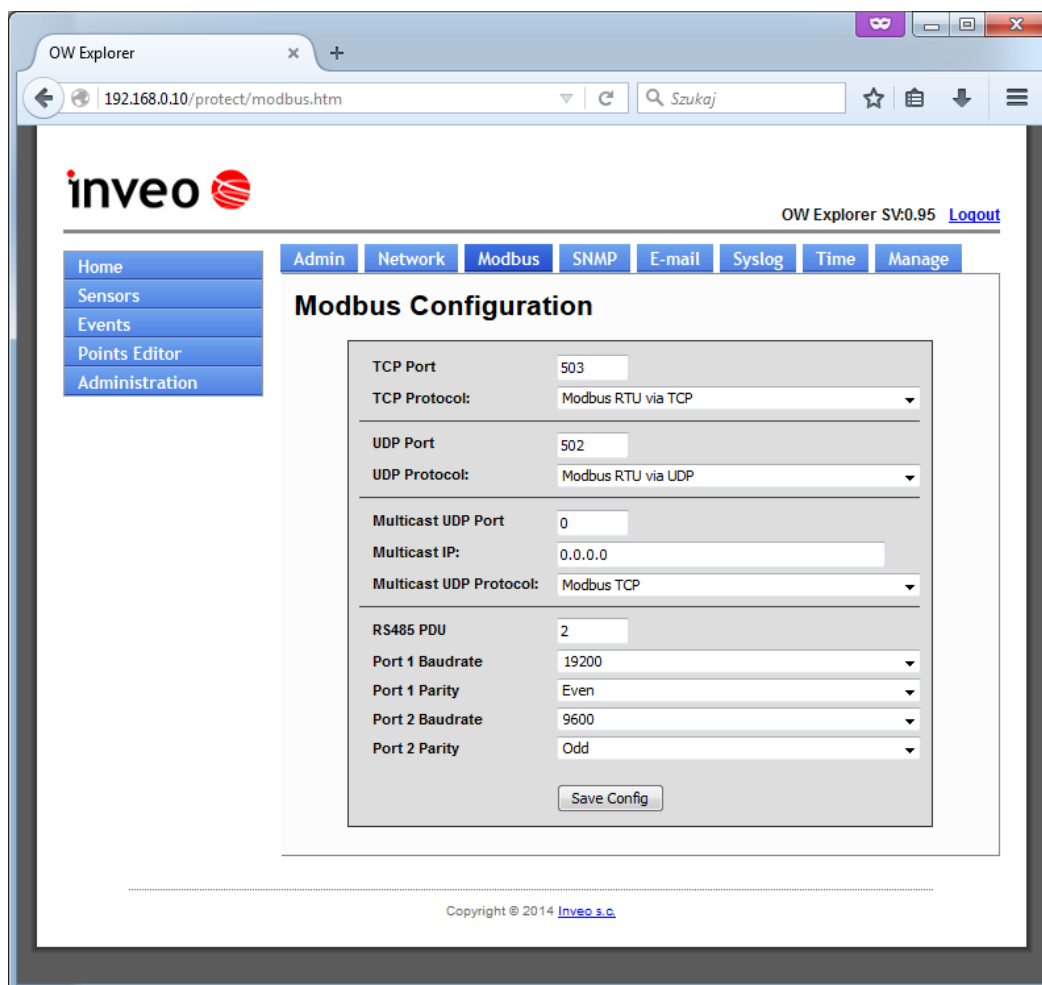 OW Explorer
192.168.0.10/protect/modbus.htm
Szukaj
inveo
OW Explorer SV:0.95 Logout
Home
Sensors
Events
Points Editor
Administration
Admin Network Modbus SNMP E-mail Syslog Time Manage
Modbus Configuration
TCP Port 503
TCP Protocol: Modbus RTU via TCP
UDP Port 502
UDP Protocol: Modbus RTU via UDP
Multicast UDP Port 0
Multicast IP: 0.0.0.0
Multicast UDP Protocol: Modbus TCP
RS485 PDU 2
Port 1 Baudrate 19200
Port 1 Parity Even
Port 2 Baudrate 9600
Port 2 Parity Odd
Save Config
Copyright © 2014 Inveo s.c.